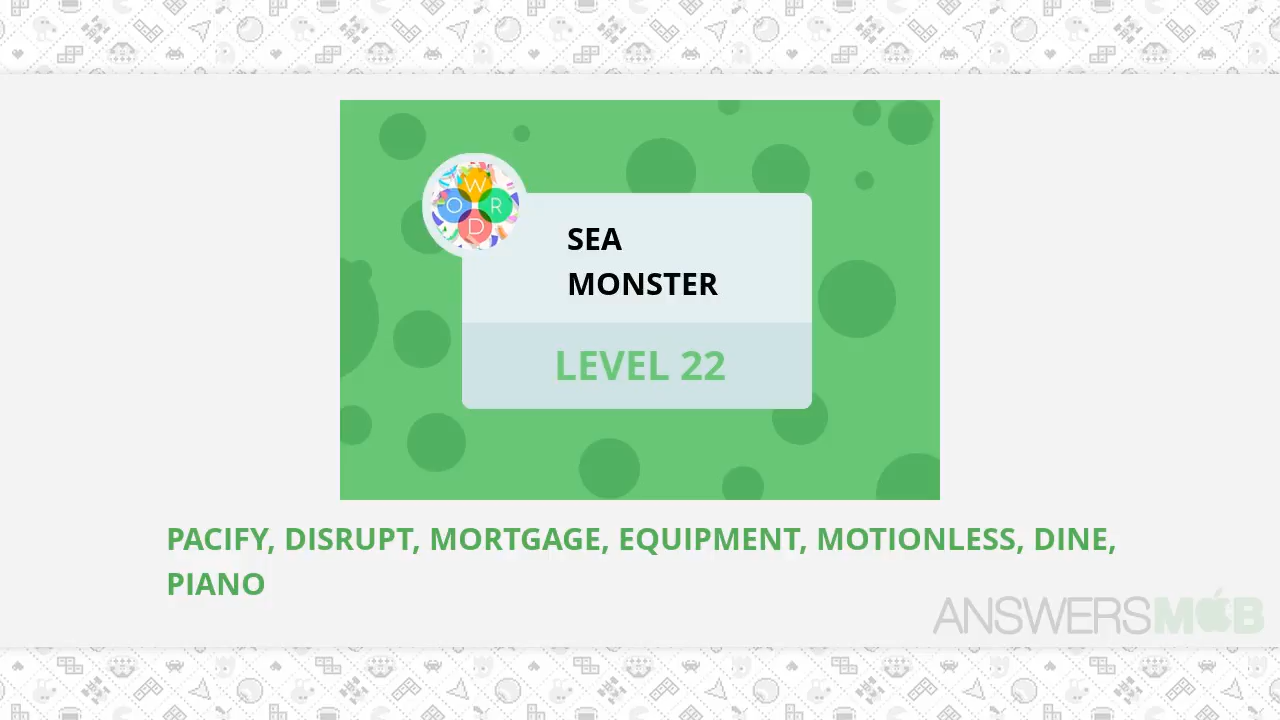 W
O R
D
SEA
MONSTER
LEVEL 22
PACIFY, DISRUPT, MORTGAGE, EQUIPMENT, MOTIONLESS, DINE,
PIANO
ANSWERSMOB